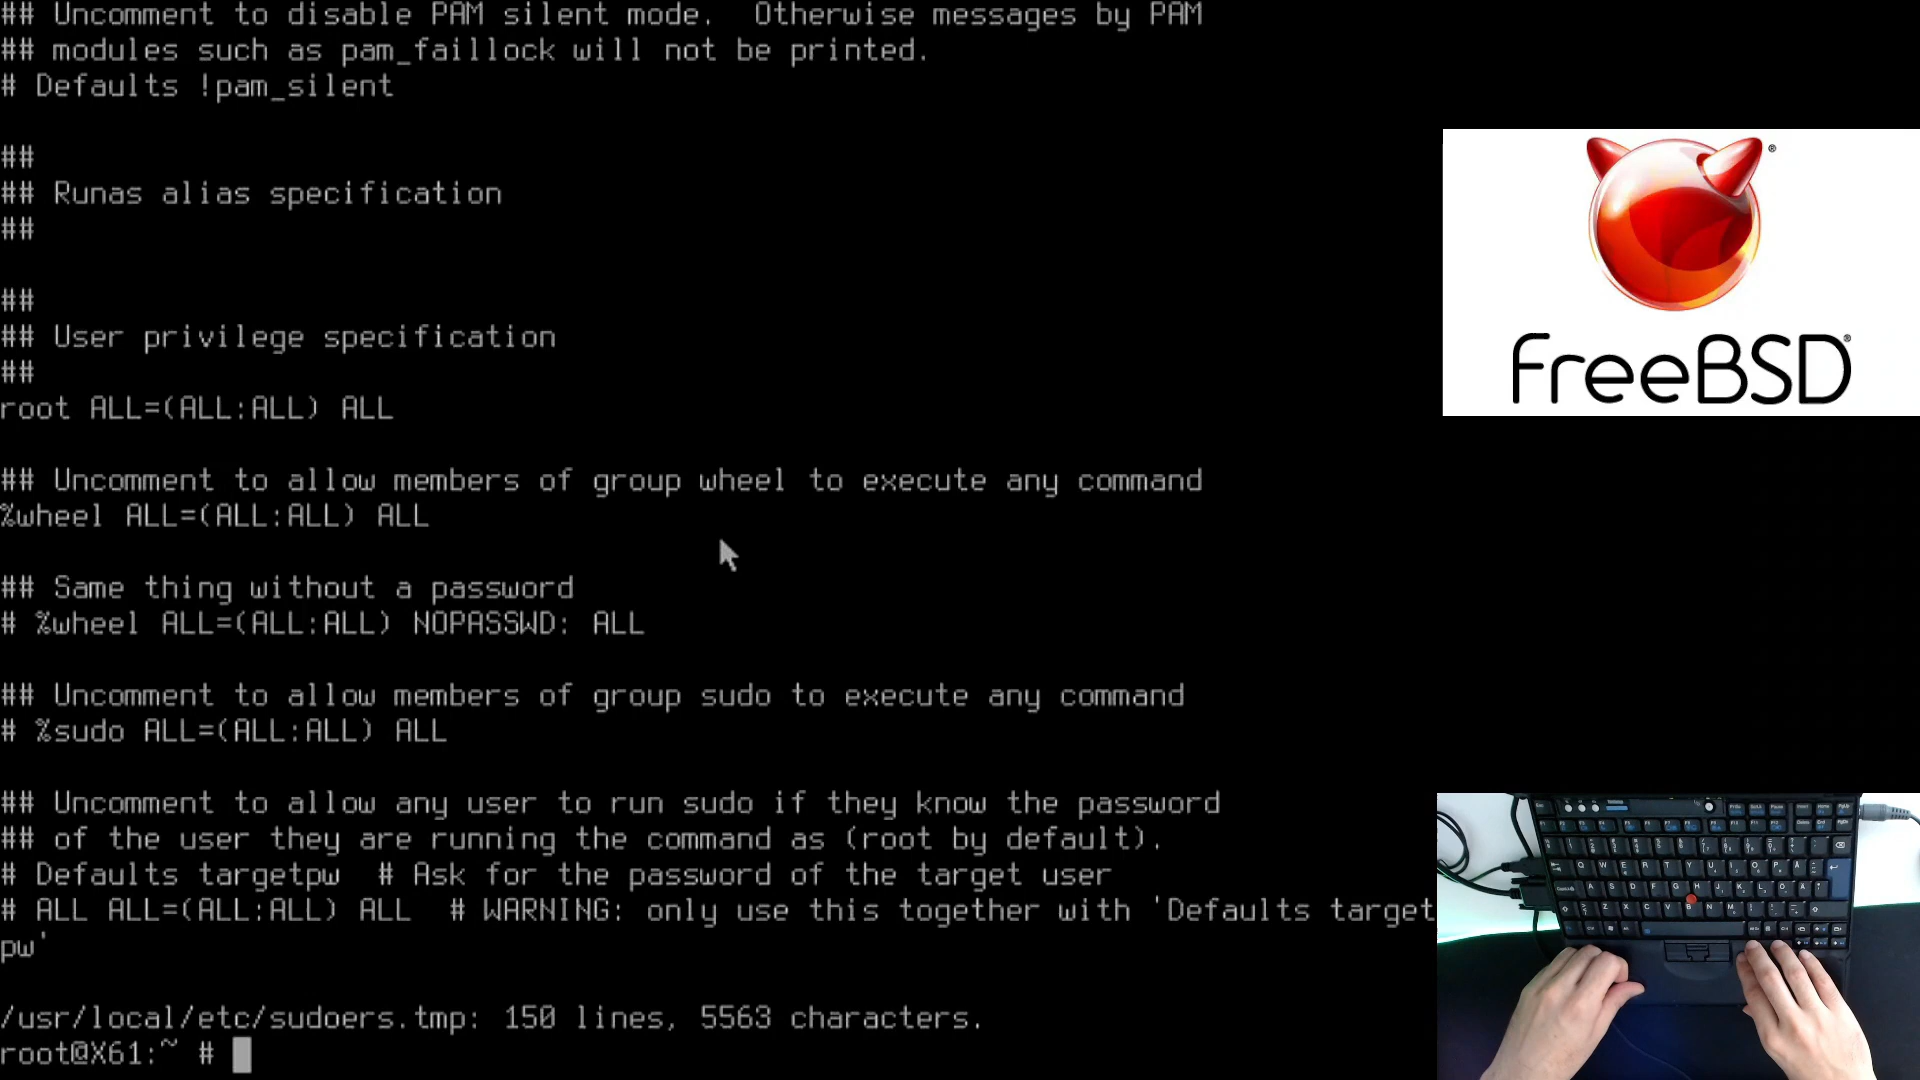 ## Uncomment to disable PAM silent mode.  Otherwise messages by PAM
## modules such as pam_faillock will not be printed.
# Defaults !pam_silent
##
## Runas alias specification
##
##
## User privilege specification
##
root ALL=(ALL:ALL) ALL
## Uncomment to allow members of group wheel to execute any command
%wheel ALL=(ALL:ALL) ALL
## Same thing without a password
# %wheel ALL=(ALL:ALL) NOPASSWD: ALL
## Uncomment to allow members of group sudo to execute any command
# %sudo ALL=(ALL:ALL) ALL
## Uncomment to allow any user to run sudo if they know the password
## of the user they are running the command as (root by default).
# Defaults targetpw  # Ask for the password of the target user
# ALL ALL=(ALL:ALL) ALL  # WARNING: only use this together with 'Defaults target
pw'
/usr/local/etc/sudoers.tmp: 150 lines, 5563 characters.
root@X61:~ #
®
FreeBSD®
Q W E R T Y U I O P Å
A S D F G H J K L Ö Ä
Z X C V B N M